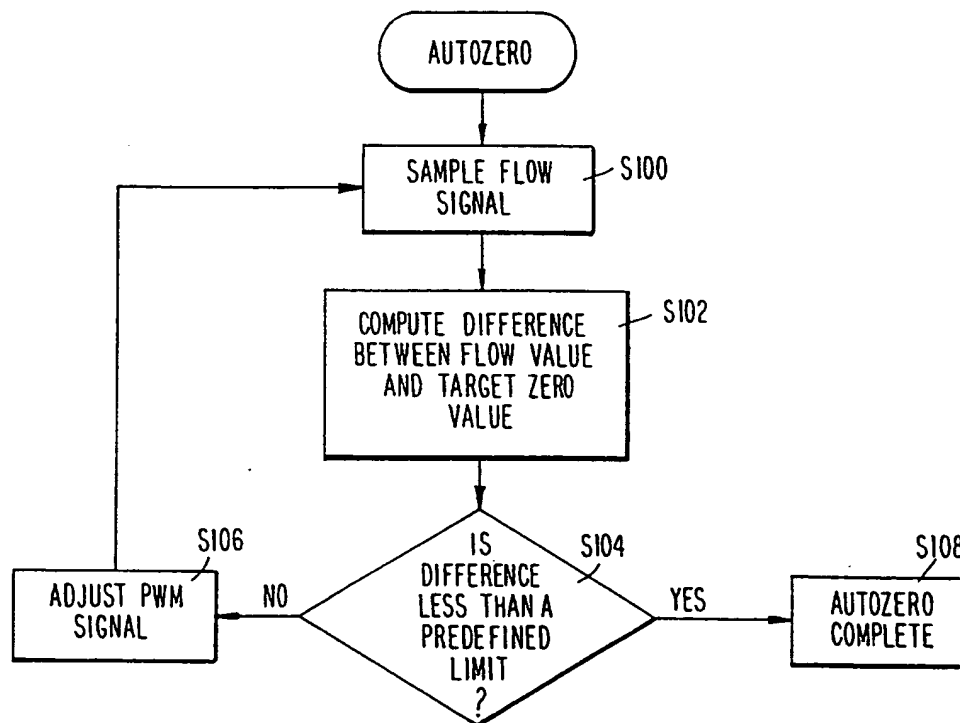 AUTOZERO
SAMPLE FLOW
SIGNAL
S100
COMPUTE DIFFERENCE
BETWEEN FLOW VALUE
AND TARGET ZERO
VALUE
S102
IS
DIFFERENCE
LESS THAN A
PREDEFINED
LIMIT
?
S104
NO
YES
S106
ADJUST PWM
SIGNAL
S108
AUTOZERO
COMPLETE